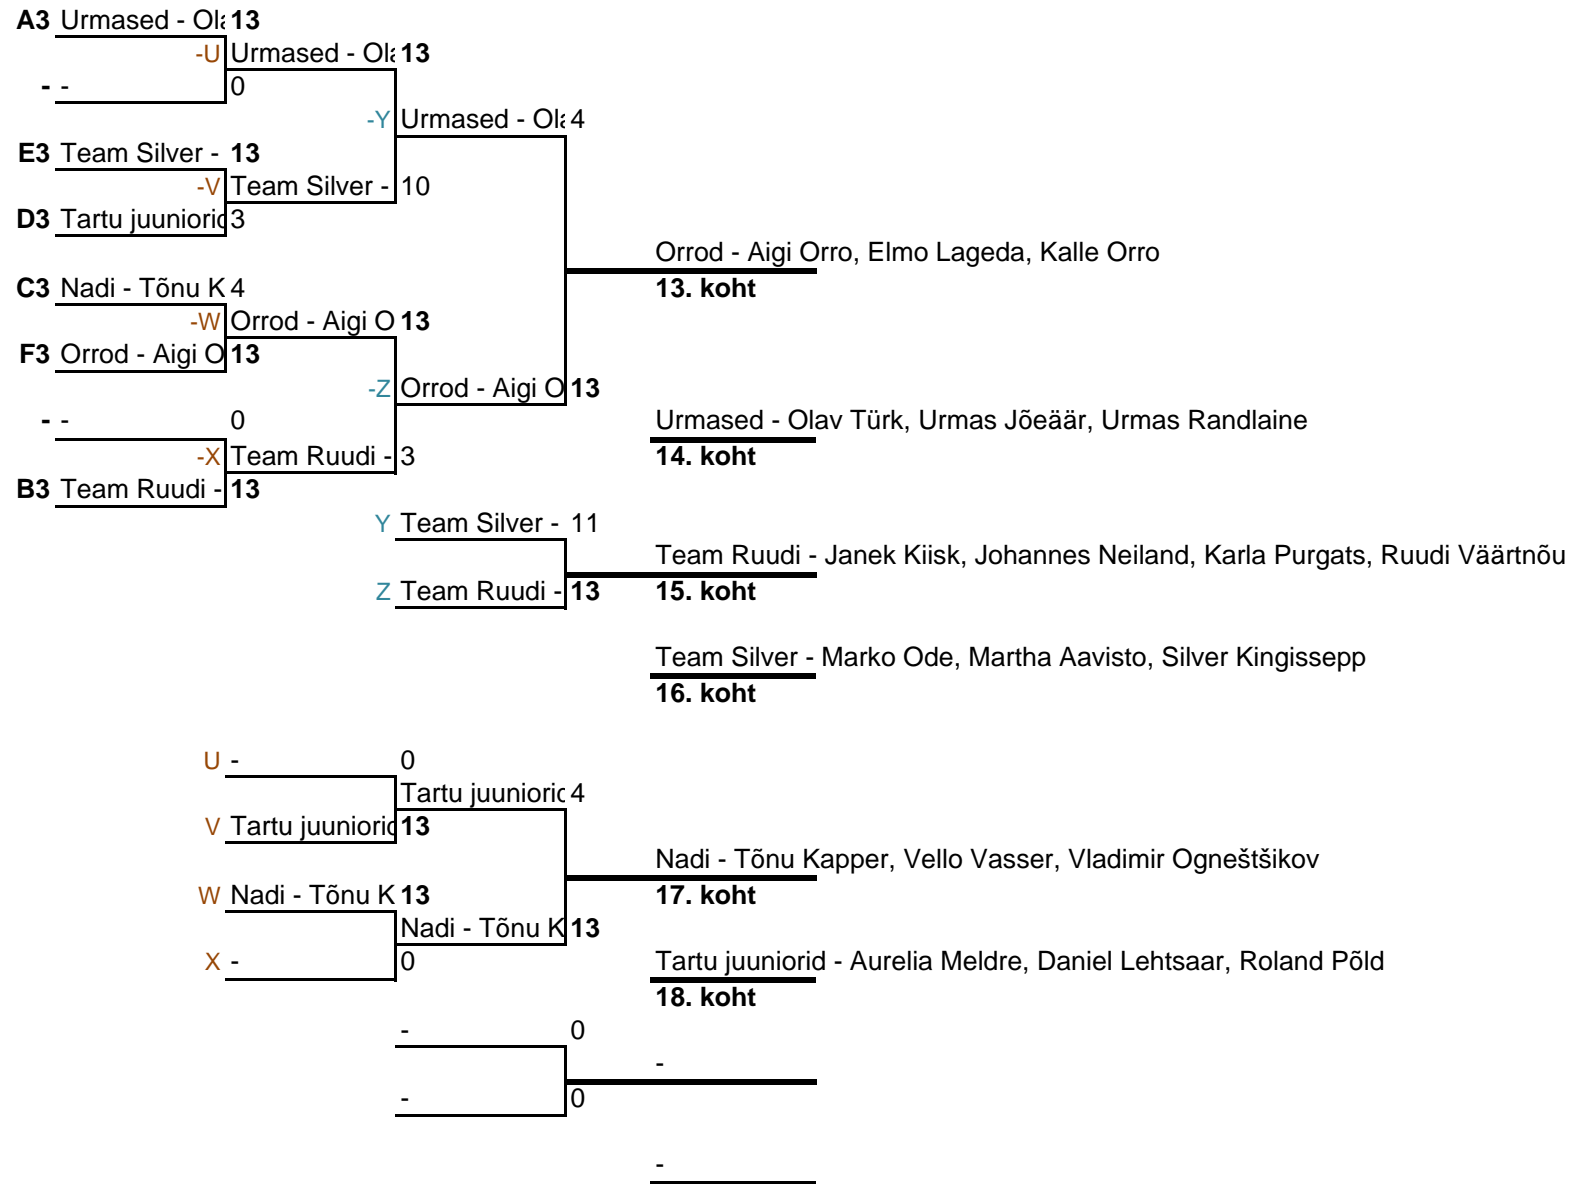 A3 Urmased - Ola 13
-U Urmased - Ola 13
- - 0
-Y Urmased - Ola 4
E3 Team Silver - 13
-V Team Silver - 10
D3 Tartu juuniorid 3
Orrod - Aigi Orro, Elmo Lageda, Kalle Orro
C3 Nadi - Tõnu K 4
13. koht
-W Orrod - Aigi O 13
F3 Orrod - Aigi O 13
-Z Orrod - Aigi O 13
- - 0
Urmased - Olav Türk, Urmas Jõeäär, Urmas Randlaine
-X Team Ruudi - 3
14. koht
B3 Team Ruudi - 13
Y Team Silver - 11
Team Ruudi - Janek Kiisk, Johannes Neiland, Karla Purgats, Ruudi Väärtnõu
Z Team Ruudi - 13
15. koht
Team Silver - Marko Ode, Martha Aavisto, Silver Kingissepp
16. koht
U - 0
Tartu juuniorid 4
V Tartu juuniorid 13
Nadi - Tõnu Kapper, Vello Vasser, Vladimir Ogneštšikov
W Nadi - Tõnu K 13
17. koht
Nadi - Tõnu K 13
X - 0
Tartu juuniorid - Aurelia Meldre, Daniel Lehtsaar, Roland Põld
18. koht
- 0
-
- 0
-